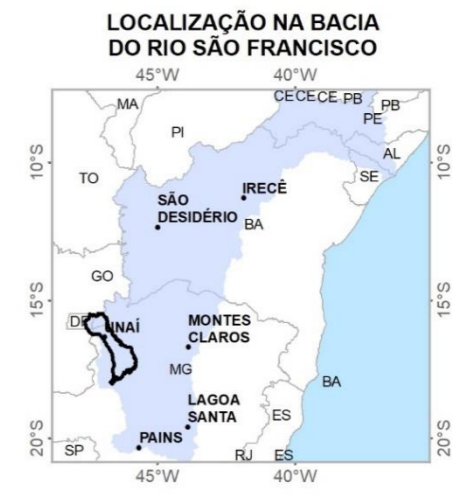 LOCALIZAÇÃO NA BACIA
DO RIO SÃO FRANCISCO
45°W 40°W
CE CE CE PB
MA PB
PI PE
10°S AL 10°S
TO SE
IRECÊ
SÃO
DESIDÉRIO
BA
GO
15°S 15°S
DF UNAÍ
MONTES
CLAROS
MG
BA
LAGOA
SANTA
ES
PAINS
20°S 20°S
SP RJ ES
45°W 40°W